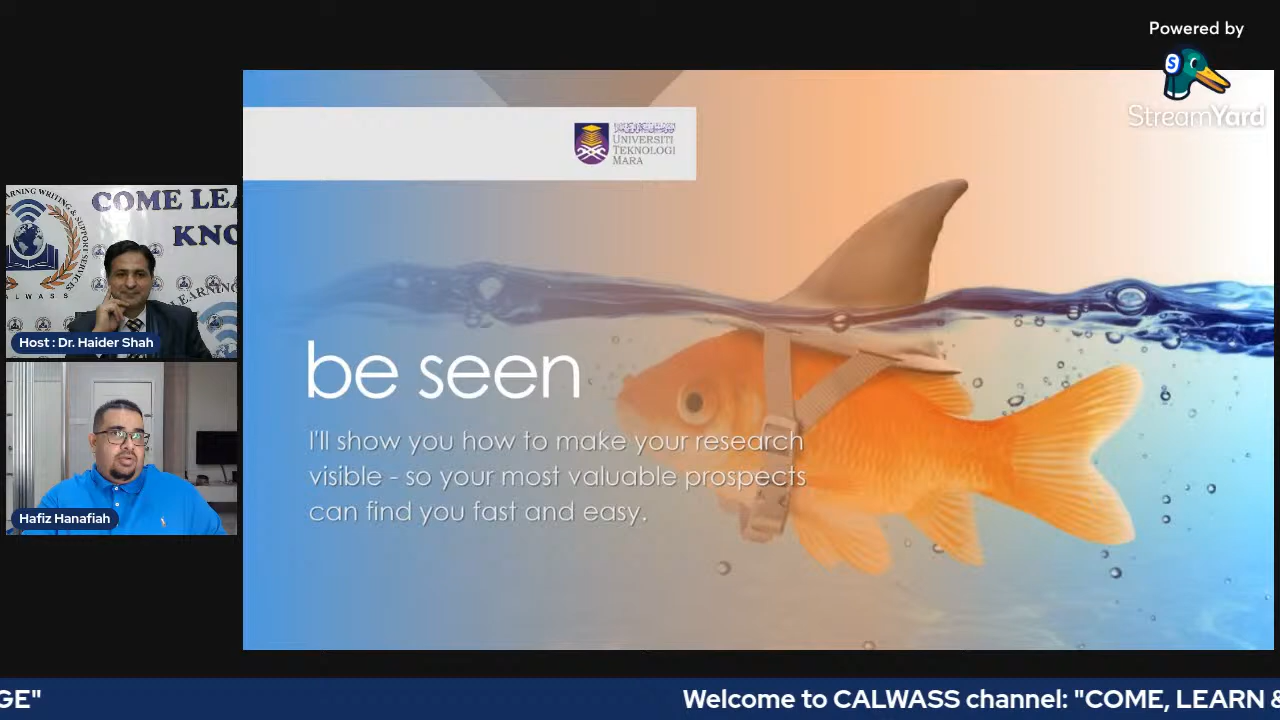 Powered by
StreamYard
UNIVERSITI
TEKNOLOGI
MARA
COME LEA
KNO
CALWASS
Host : Dr. Haider Shah
Hafiz Hanafiah
be seen
I'll show you how to make your research
visible - so your most valuable prospects
can find you fast and easy.
GE" Welcome to CALWASS channel: "COME, LEARN &